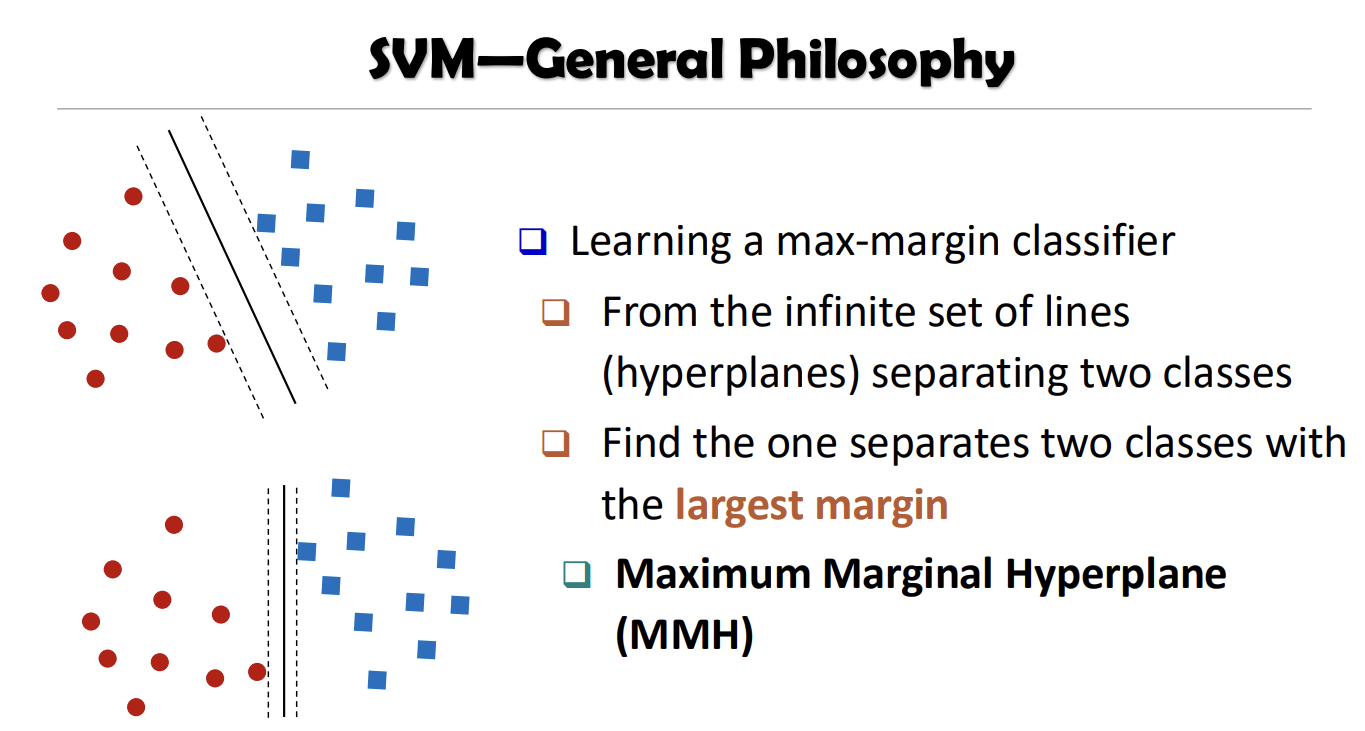 SVM—General Philosophy
Learning a max-margin classifier
From the infinite set of lines
(hyperplanes) separating two classes
Find the one separates two classes with
the largest margin
Maximum Marginal Hyperplane
(MMH)